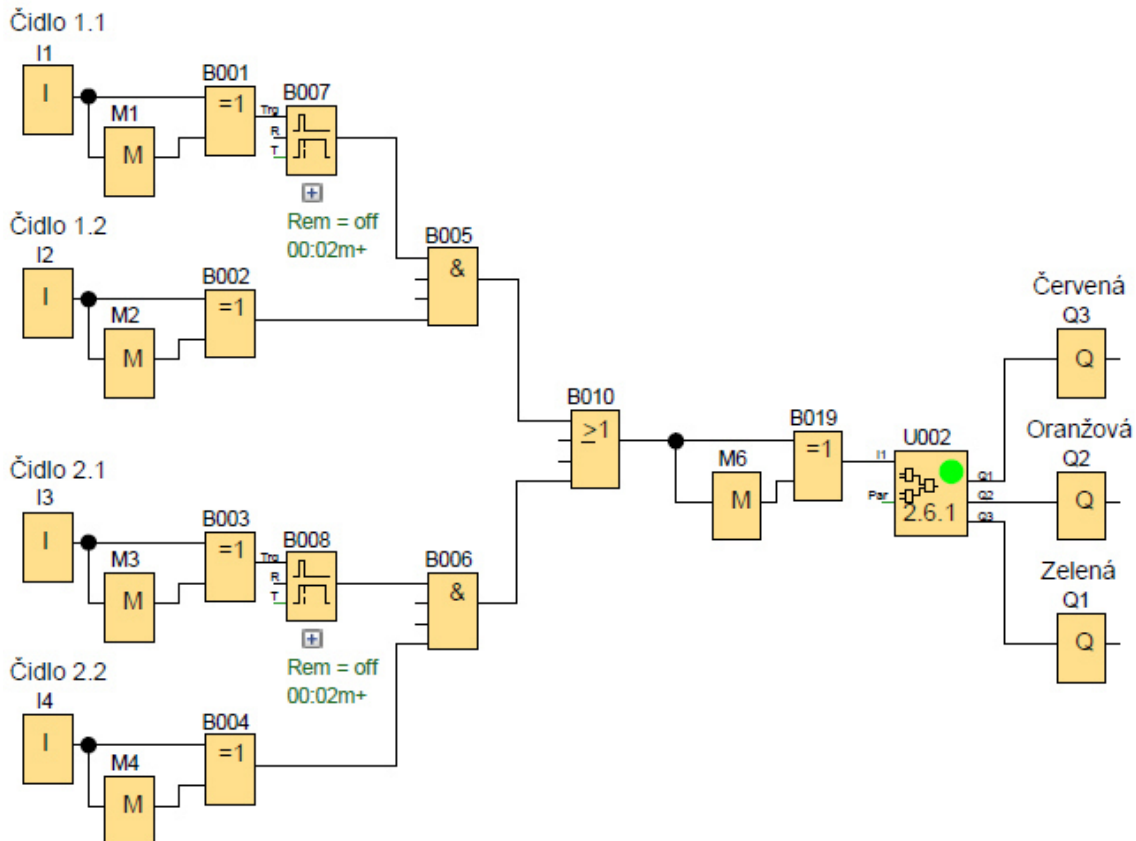 Čidlo 1.1
I1
I
M1
M
B001
=1
Trg
R
T
B007
Rem = off
00:02m+
Čidlo 1.2
I2
I
M2
M
B002
=1
B005
&
Čidlo 2.1
I3
I
M3
M
B003
=1
Trg
R
T
B008
Rem = off
00:02m+
B006
&
Čidlo 2.2
I4
I
M4
M
B004
=1
B010
≥1
M6
M
B019
=1
U002
I1
Par
2.6.1
Q1
Q2
Q3
Červená
Q3
Q
Oranžová
Q2
Q
Zelená
Q1
Q